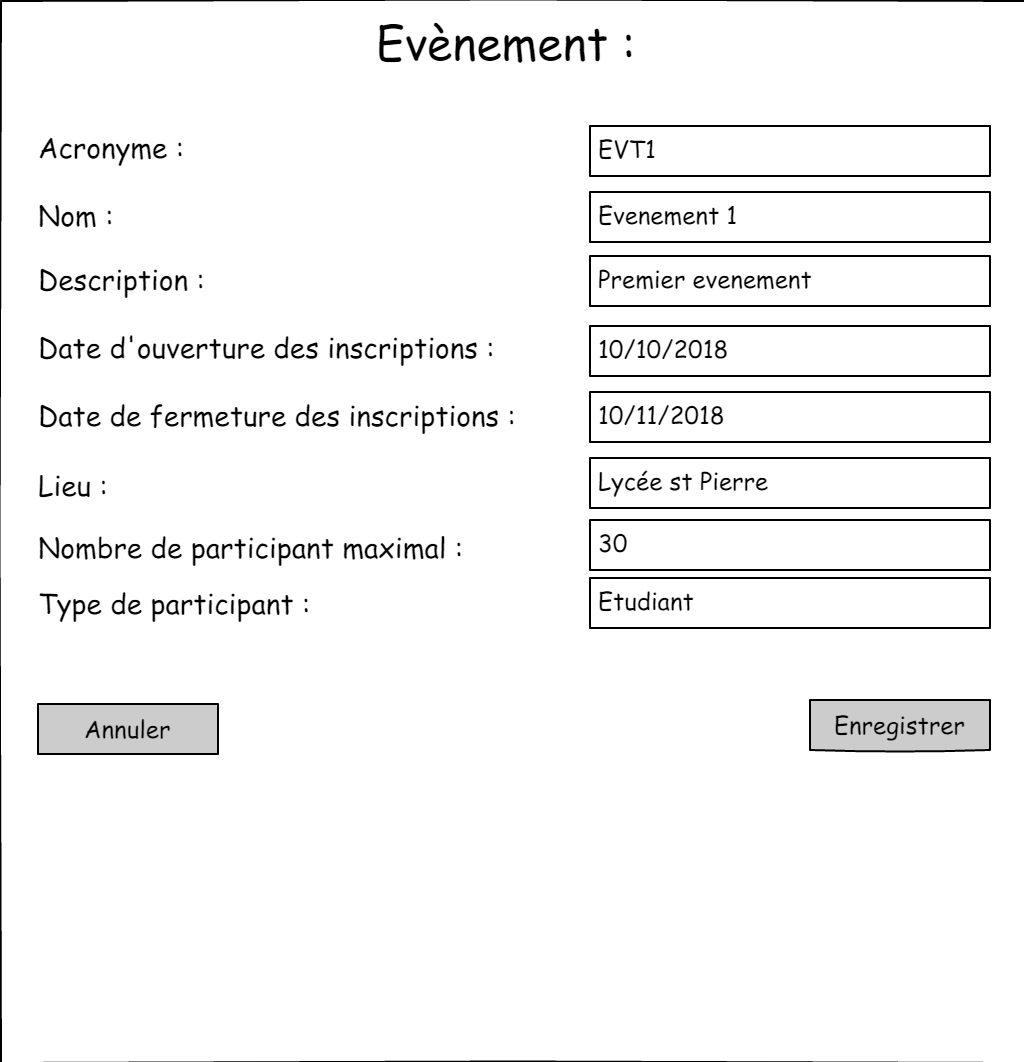 Evènement :
Acronyme : EVT1
Nom : Evenement 1
Description : Premier evenement
Date d'ouverture des inscriptions : 10/10/2018
Date de fermeture des inscriptions : 10/11/2018
Lieu : Lycée st Pierre
Nombre de participant maximal : 30
Type de participant : Etudiant
Annuler Enregistrer